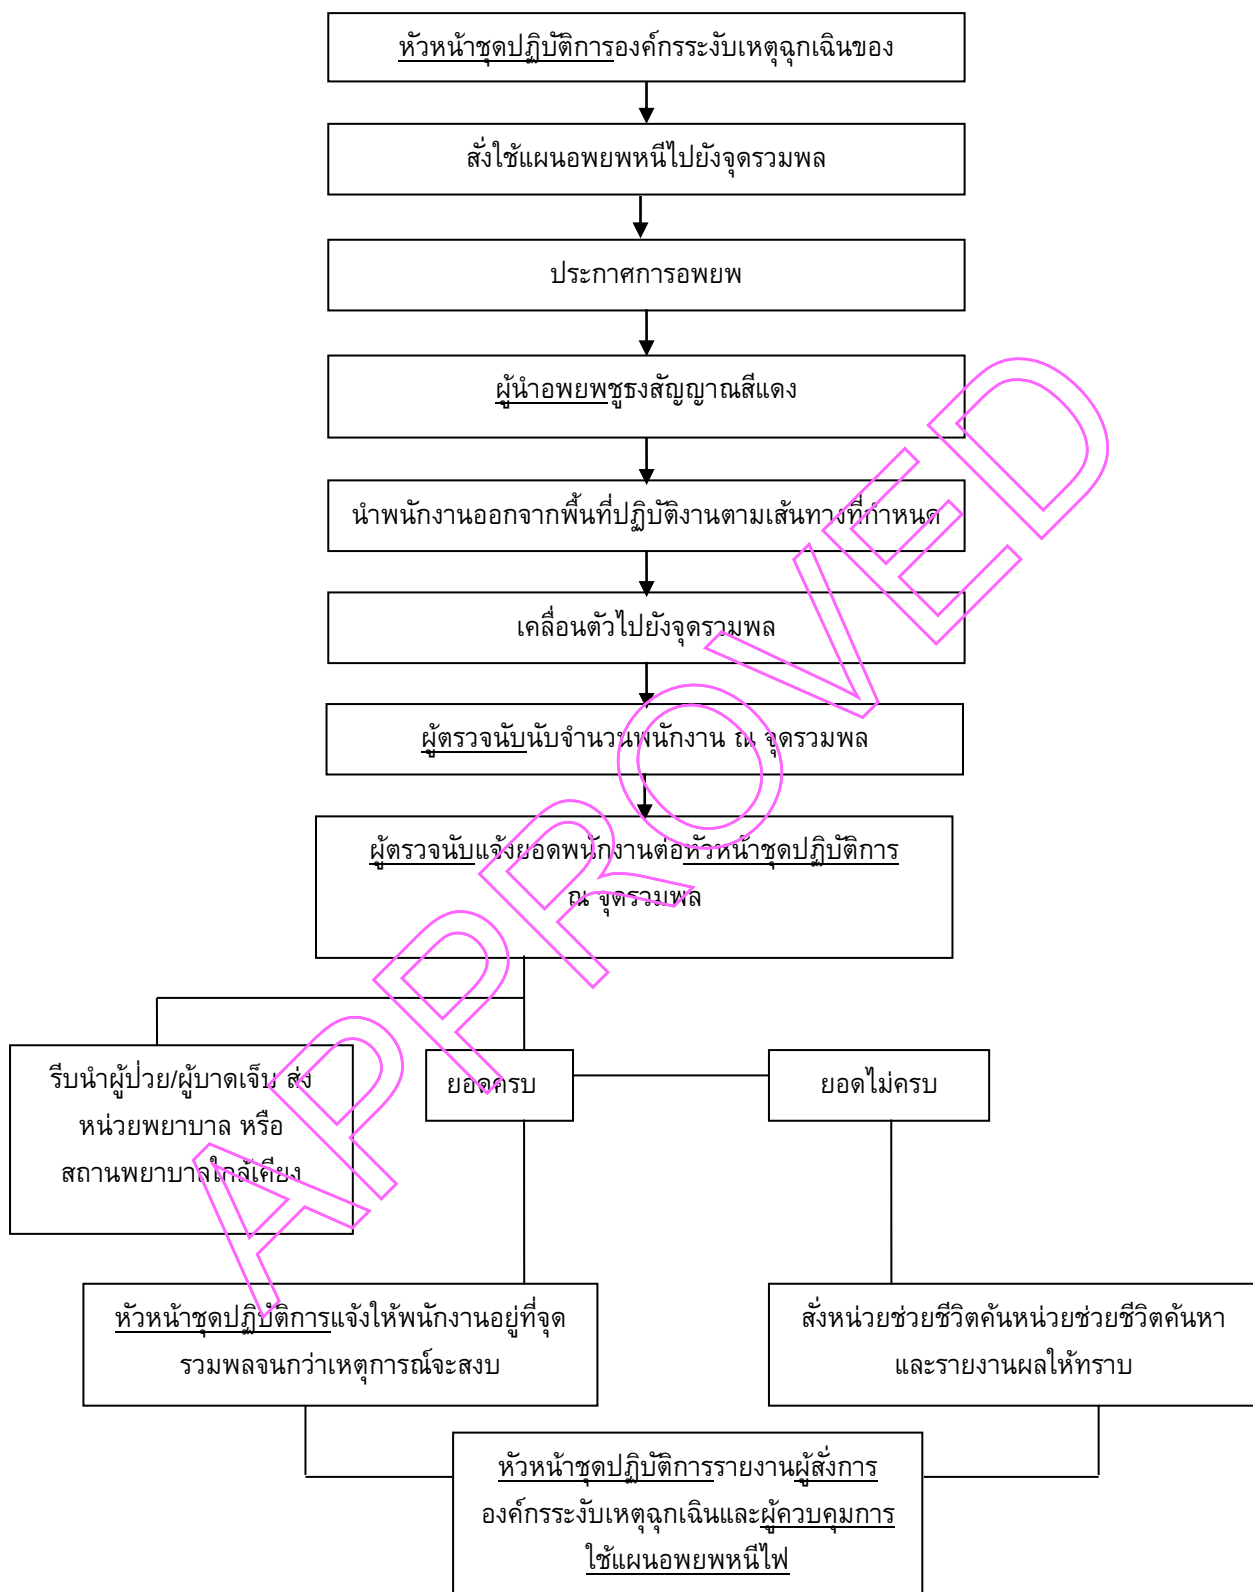 หัวหน้าชุดปฏิบัติการองค์กรระงับเหตุฉุกเฉินของ
สั่งใช้แผนอพยพหนีไปยังจุดรวมพล
ประกาศการอพยพ
ผู้นำอพยพชูธงสัญญาณสีแดง
นำพนักงานออกจากพื้นที่ปฏิบัติงานตามเส้นทางที่กำหนด
เคลื่อนตัวไปยังจุดรวมพล
ผู้ตรวจนับนับจำนวนพนักงาน ณ จุดรวมพล
ผู้ตรวจนับแจ้งยอดพนักงานต่อหัวหน้าชุดปฏิบัติการ
ณ จุดรวมพล
รีบนำผู้ป่วย/ผู้บาดเจ็บ ส่ง
หน่วยพยาบาล หรือ
สถานพยาบาลใกล้เคียง
ยอดครบ
ยอดไม่ครบ
หัวหน้าชุดปฏิบัติการแจ้งให้พนักงานอยู่ที่จุด
รวมพลจนกว่าเหตุการณ์จะสงบ
สั่งหน่วยช่วยชีวิตค้นหน่วยช่วยชีวิตค้นหา
และรายงานผลให้ทราบ
หัวหน้าชุดปฏิบัติการรายงานผู้สั่งการ
องค์กรระงับเหตุฉุกเฉินและผู้ควบคุมการ
ใช้แผนอพยพหนีไฟ
APPROVED